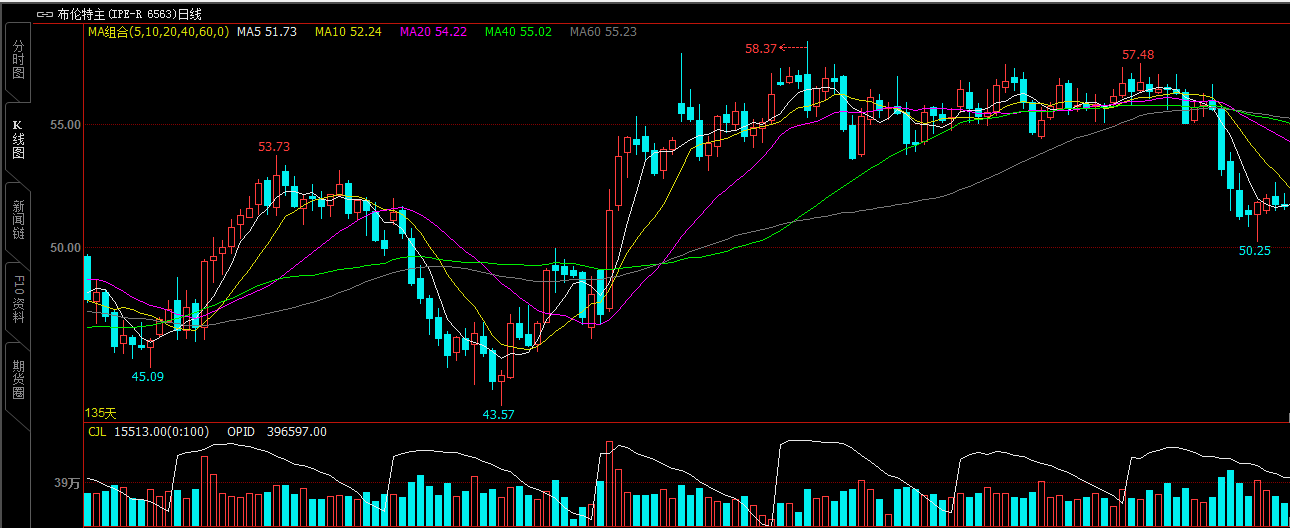 布伦特主(IPE-R 6563)日线
MA组合(5,10,20,40,60,0) MA5 51.73 MA10 52.24 MA20 54.22 MA40 55.02 MA60 55.23
分时图
K线图
新闻链
F10资料
期货圈
58.37
57.48
55.00
53.73
50.00
50.25
45.09
43.57
135天
CJL 15513.00(0:100) OPID 396597.00
39万